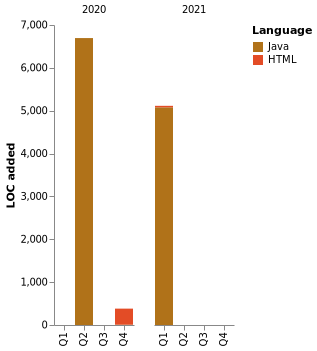 2020 2021
Language
Java
HTML
7,000
6,000
5,000
4,000
3,000
2,000
1,000
0
LOC added
Q1 Q2 Q3 Q4 Q1 Q2 Q3 Q4